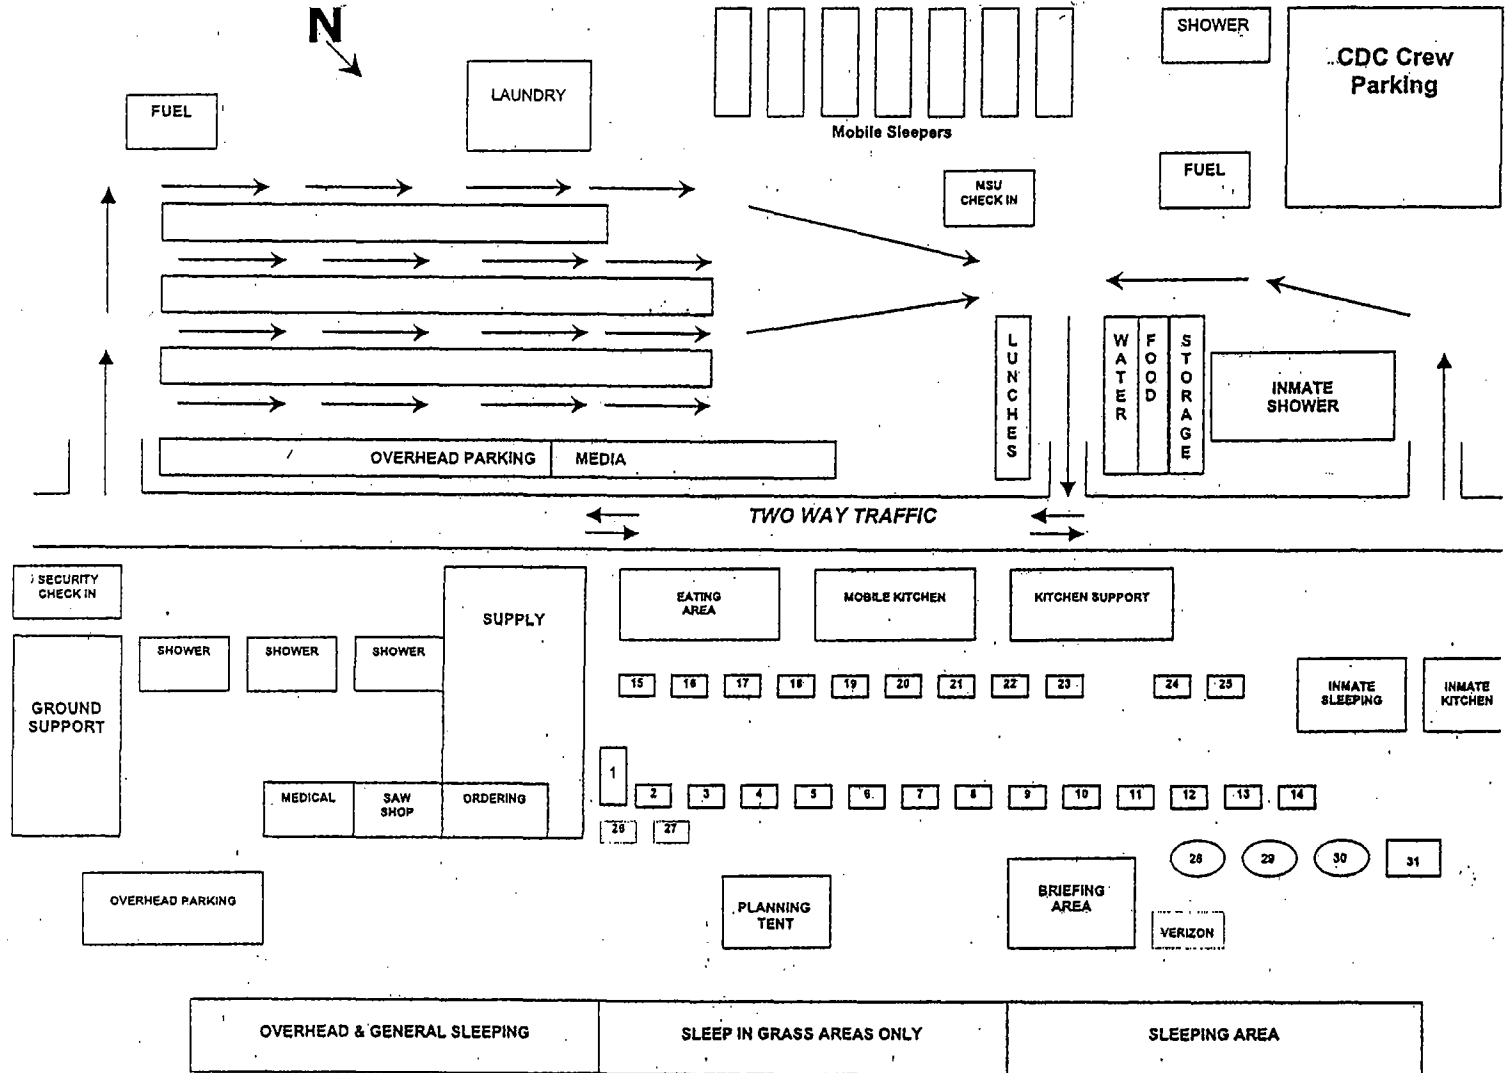 N
SHOWER
CDC Crew
Parking
FUEL
LAUNDRY
Mobile Sleepers
MSU
CHECK IN
FUEL
LUNCHES
WATER
FOOD
STORAGE
INMATE
SHOWER
OVERHEAD PARKING
MEDIA
TWO WAY TRAFFIC
SECURITY
CHECK IN
SUPPLY
EATING
AREA
MOBILE KITCHEN
KITCHEN SUPPORT
SHOWER
SHOWER
SHOWER
GROUND
SUPPORT
15
16
17
18
19
20
21
22
23
24
25
INMATE
SLEEPING
INMATE
KITCHEN
1
MEDICAL
SAW
SHOP
ORDERING
2
3
4
5
6
7
8
9
10
11
12
13
14
26
27
28
29
30
31
OVERHEAD PARKING
PLANNING
TENT
BRIEFING
AREA
VERIZON
OVERHEAD & GENERAL SLEEPING
SLEEP IN GRASS AREAS ONLY
SLEEPING AREA